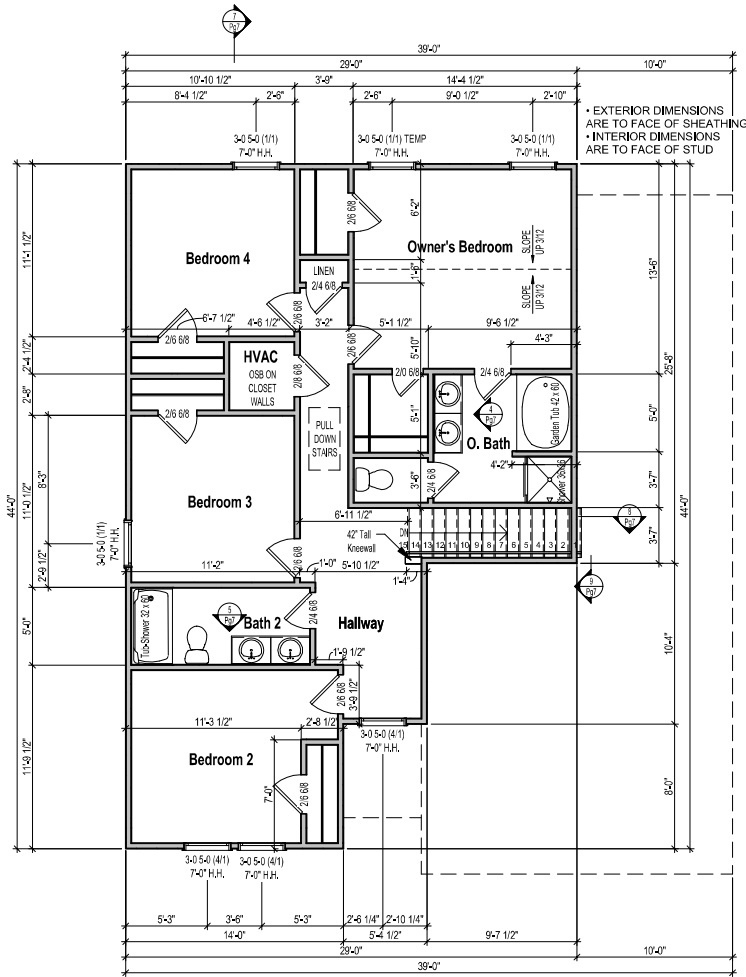 7
Pg7
39'-0"
29'-0" 10'-0"
10'-10 1/2" 3'-9" 14'-4 1/2"
8'-4 1/2" 2'-6" 2'-6" 9'-0 1/2" 2'-10"
• EXTERIOR DIMENSIONS
ARE TO FACE OF SHEATHING
• INTERIOR DIMENSIONS
ARE TO FACE OF STUD
3-0 5-0 (1/1)
7'-0" H.H.
3-0 5-0 (1/1) TEMP
7'-0" H.H.
3-0 5-0 (1/1)
7'-0" H.H.
2/6 6/8
6'-2"
Owner's Bedroom
SLOPE
UP 3/12
SLOPE
UP 3/12
Bedroom 4
LINEN
2/4 6/8
1'-6"
11'-1 1/2"
13'-6"
6'-7 1/2"
4'-6 1/2"
2/6 6/8
3'-2"
2/6 6/8
5'-1 1/2"
9'-6 1/2"
5'-10"
4'-3"
2/6 6/8
HVAC
OSB ON
CLOSET
WALLS
2/8 6/8
2/0 6/8
2/4 6/8
2'-4 1/2"
2'-8"
25'-8"
2/6 6/8
PULL
DOWN
STAIRS
5'-1"
4
Pg7
O. Bath
Garden Tub 42 x 60
5'-0"
4'-2"
Shower 36x36
3'-6"
2/4 6/8
3'-7"
44'-0"
11'-0 1/2"
8'-3"
Bedroom 3
6'-11 1/2"
42" Tall
Kneewall
DN
15 14 13 12 11 10 9 8 7 6 5 4 3 2 1
8
Pg7
3'-7"
44'-0"
3-0 5-0 (1/1)
7'-0" H.H.
2'-9 1/2"
11'-2"
2/6 6/8
1'-0"
5'-10 1/2"
1'-4"
9
Pg7
Tub-Shower 32 x 60
5
Pg7
Bath 2
2/4 6/8
Hallway
5'-0"
10'-4"
1'-9 1/2"
2/6 6/8
3'-9 1/2"
11'-3 1/2"
2'-8 1/2"
3-0 5-0 (4/1)
7'-0" H.H.
11'-9 1/2"
Bedroom 2
7'-0"
2/6 6/8
8'-0"
3-0 5-0 (4/1)
7'-0" H.H.
3-0 5-0 (4/1)
7'-0" H.H.
5'-3" 3'-6" 5'-3" 2'-6 1/4" 2'-10 1/4"
14'-0" 5'-4 1/2" 9'-7 1/2"
29'-0" 10'-0"
39'-0"